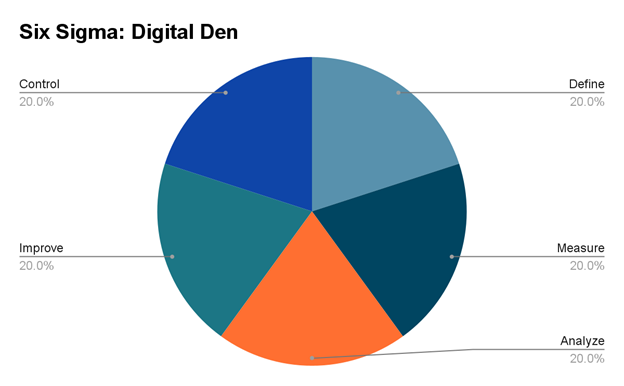 Six Sigma: Digital Den
Control
20.0%
Define
20.0%
Improve
20.0%
Measure
20.0%
Analyze
20.0%